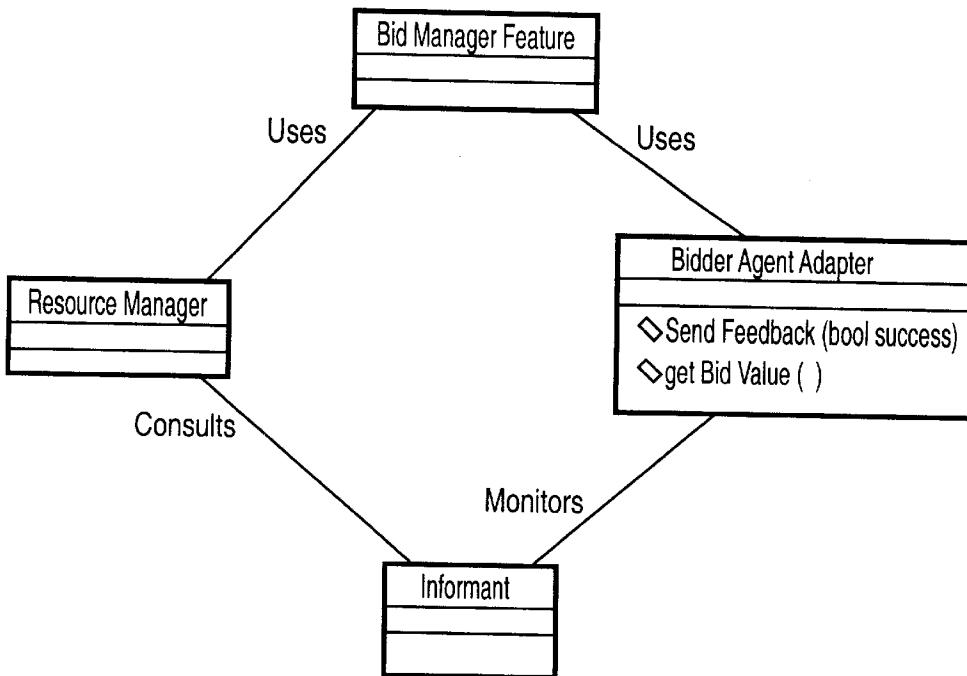 Bid Manager Feature
Uses
Uses
Bidder Agent Adapter
Resource Manager
Send Feedback (bool success)
get Bid Value ( )
Consults
Monitors
Informant